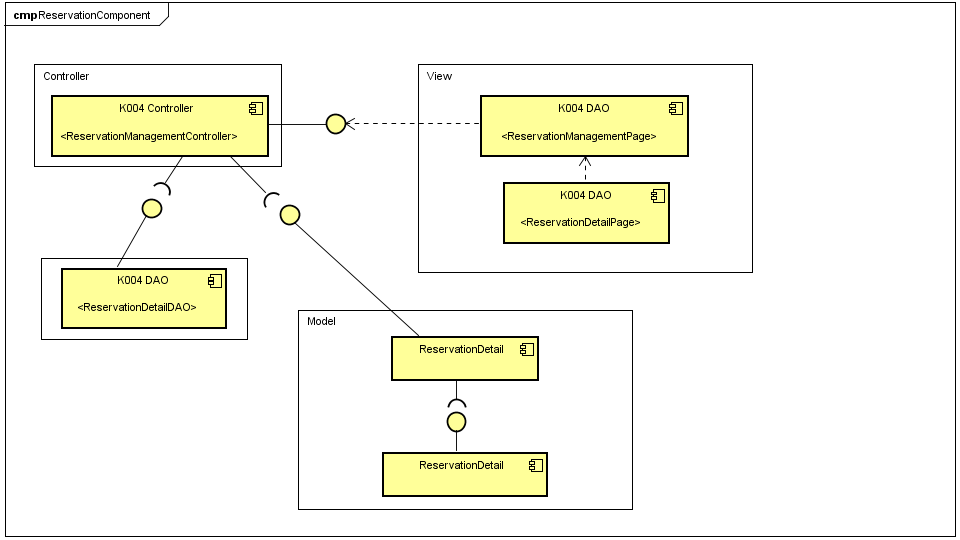 cmp ReservationComponent
Controller
K004 Controller
<ReservationManagementController>
View
K004 DAO
<ReservationManagementPage>
K004 DAO
<ReservationDetailPage>
K004 DAO
<ReservationDetailDAO>
Model
ReservationDetail
ReservationDetail